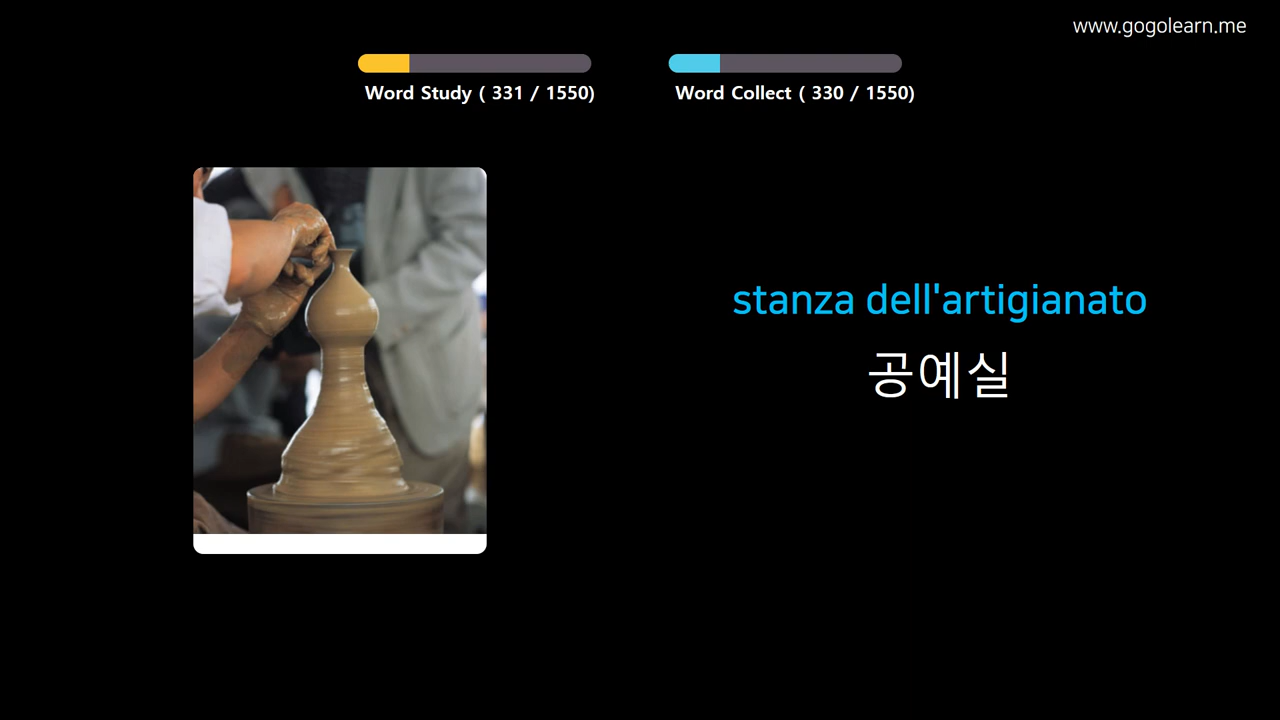 www.gogolearn.me
Word Study ( 331 / 1550)
Word Collect ( 330 / 1550)
stanza dell'artigianato
공예실